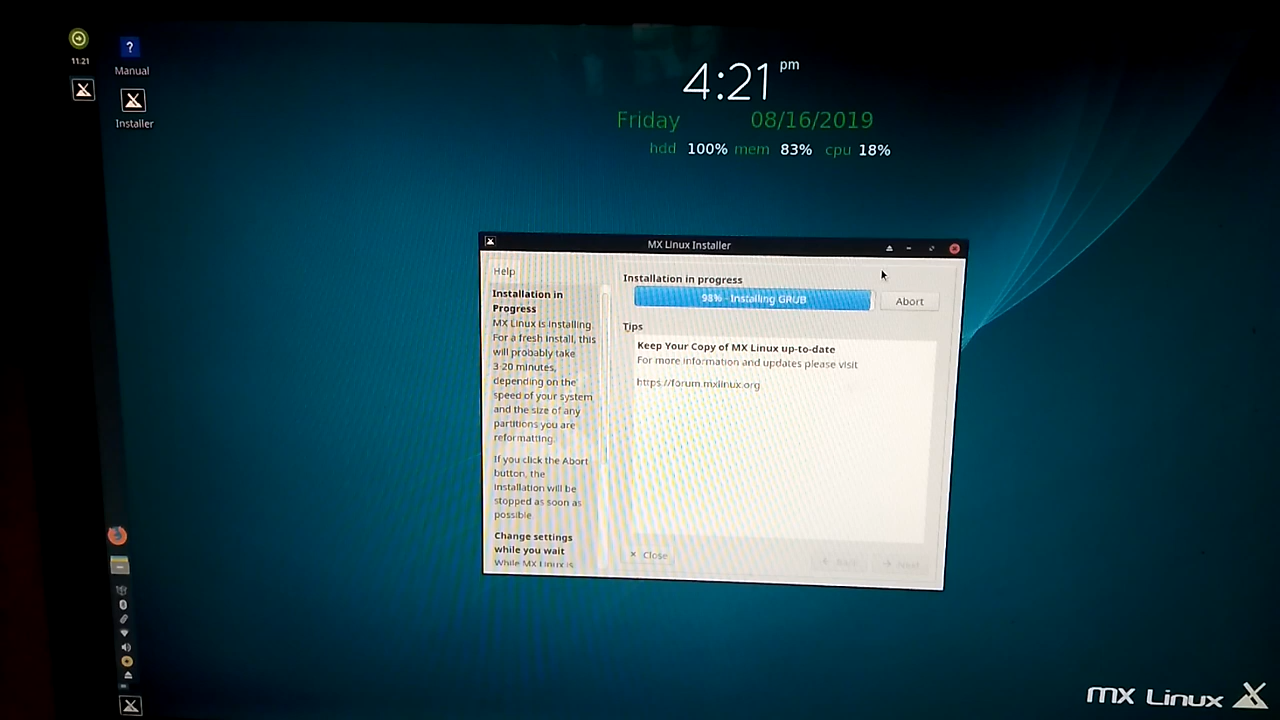 11:21
?
Manual
Installer
4:21 pm
Friday 08/16/2019
hdd 100% mem 83% cpu 18%
MX Linux Installer
Help
Installation in
Progress
MX Linux is installing.
For a fresh install, this
will probably take
3-20 minutes,
depending on the
speed of your system
and the size of any
partitions you are
reformatting.
If you click the Abort
button, the
installation will be
stopped as soon as
possible.
Change settings
while you wait
While MX Linux is
Installation in progress
98% - Installing GRUB
Abort
Tips
Keep Your Copy of MX Linux up-to-date
For more information and updates please visit
https://forum.mxlinux.org
Close
Back
Next
MX Linux